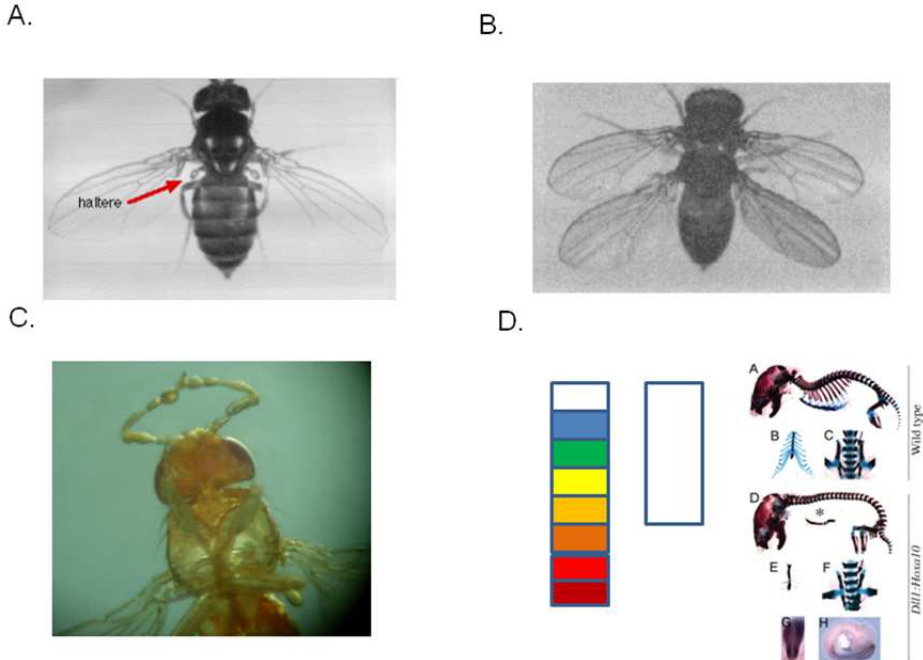 A.
B.
haltere
C.
D.
A
B
C
Wild type
D
*
E
F
G
H
Dll1:Hoxa10